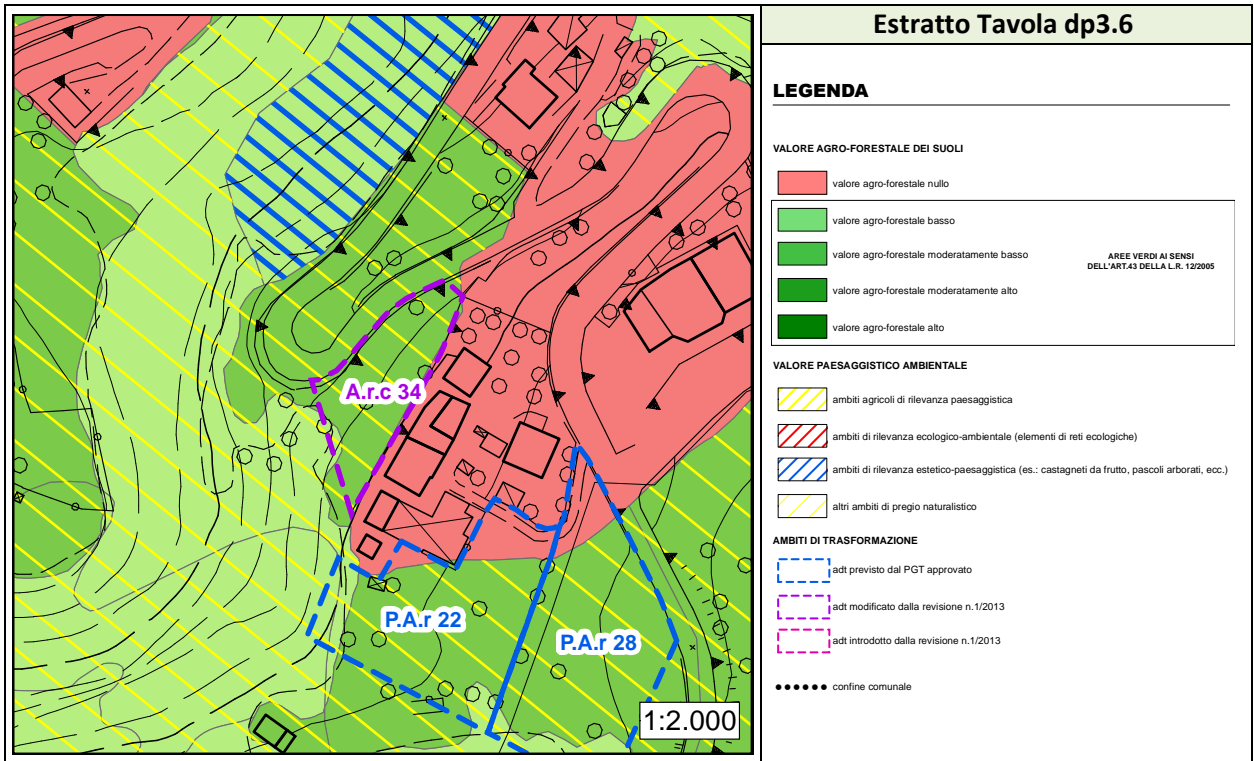 Estratto Tavola dp3.6
LEGENDA
VALORE AGRO-FORESTALE DEI SUOLI
valore agro-forestale nullo
valore agro-forestale basso
valore agro-forestale moderatamente basso
AREE VERDI AI SENSI
DELL'ART.43 DELLA L.R. 12/2005
valore agro-forestale moderatamente alto
valore agro-forestale alto
VALORE PAESAGGISTICO AMBIENTALE
ambiti agricoli di rilevanza paesaggistica
ambiti di rilevanza ecologico-ambientale (elementi di reti ecologiche)
ambiti di rilevanza estetico-paesaggistica (es.: castagneti da frutto, pascoli arborati, ecc.)
altri ambiti di pregio naturalistico
AMBITI DI TRASFORMAZIONE
adt previsto dal PGT approvato
adt modificato dalla revisione n.1/2013
adt introdotto dalla revisione n.1/2013
confine comunale
A.r.c 34
P.A.r 22
P.A.r 28
1:2.000